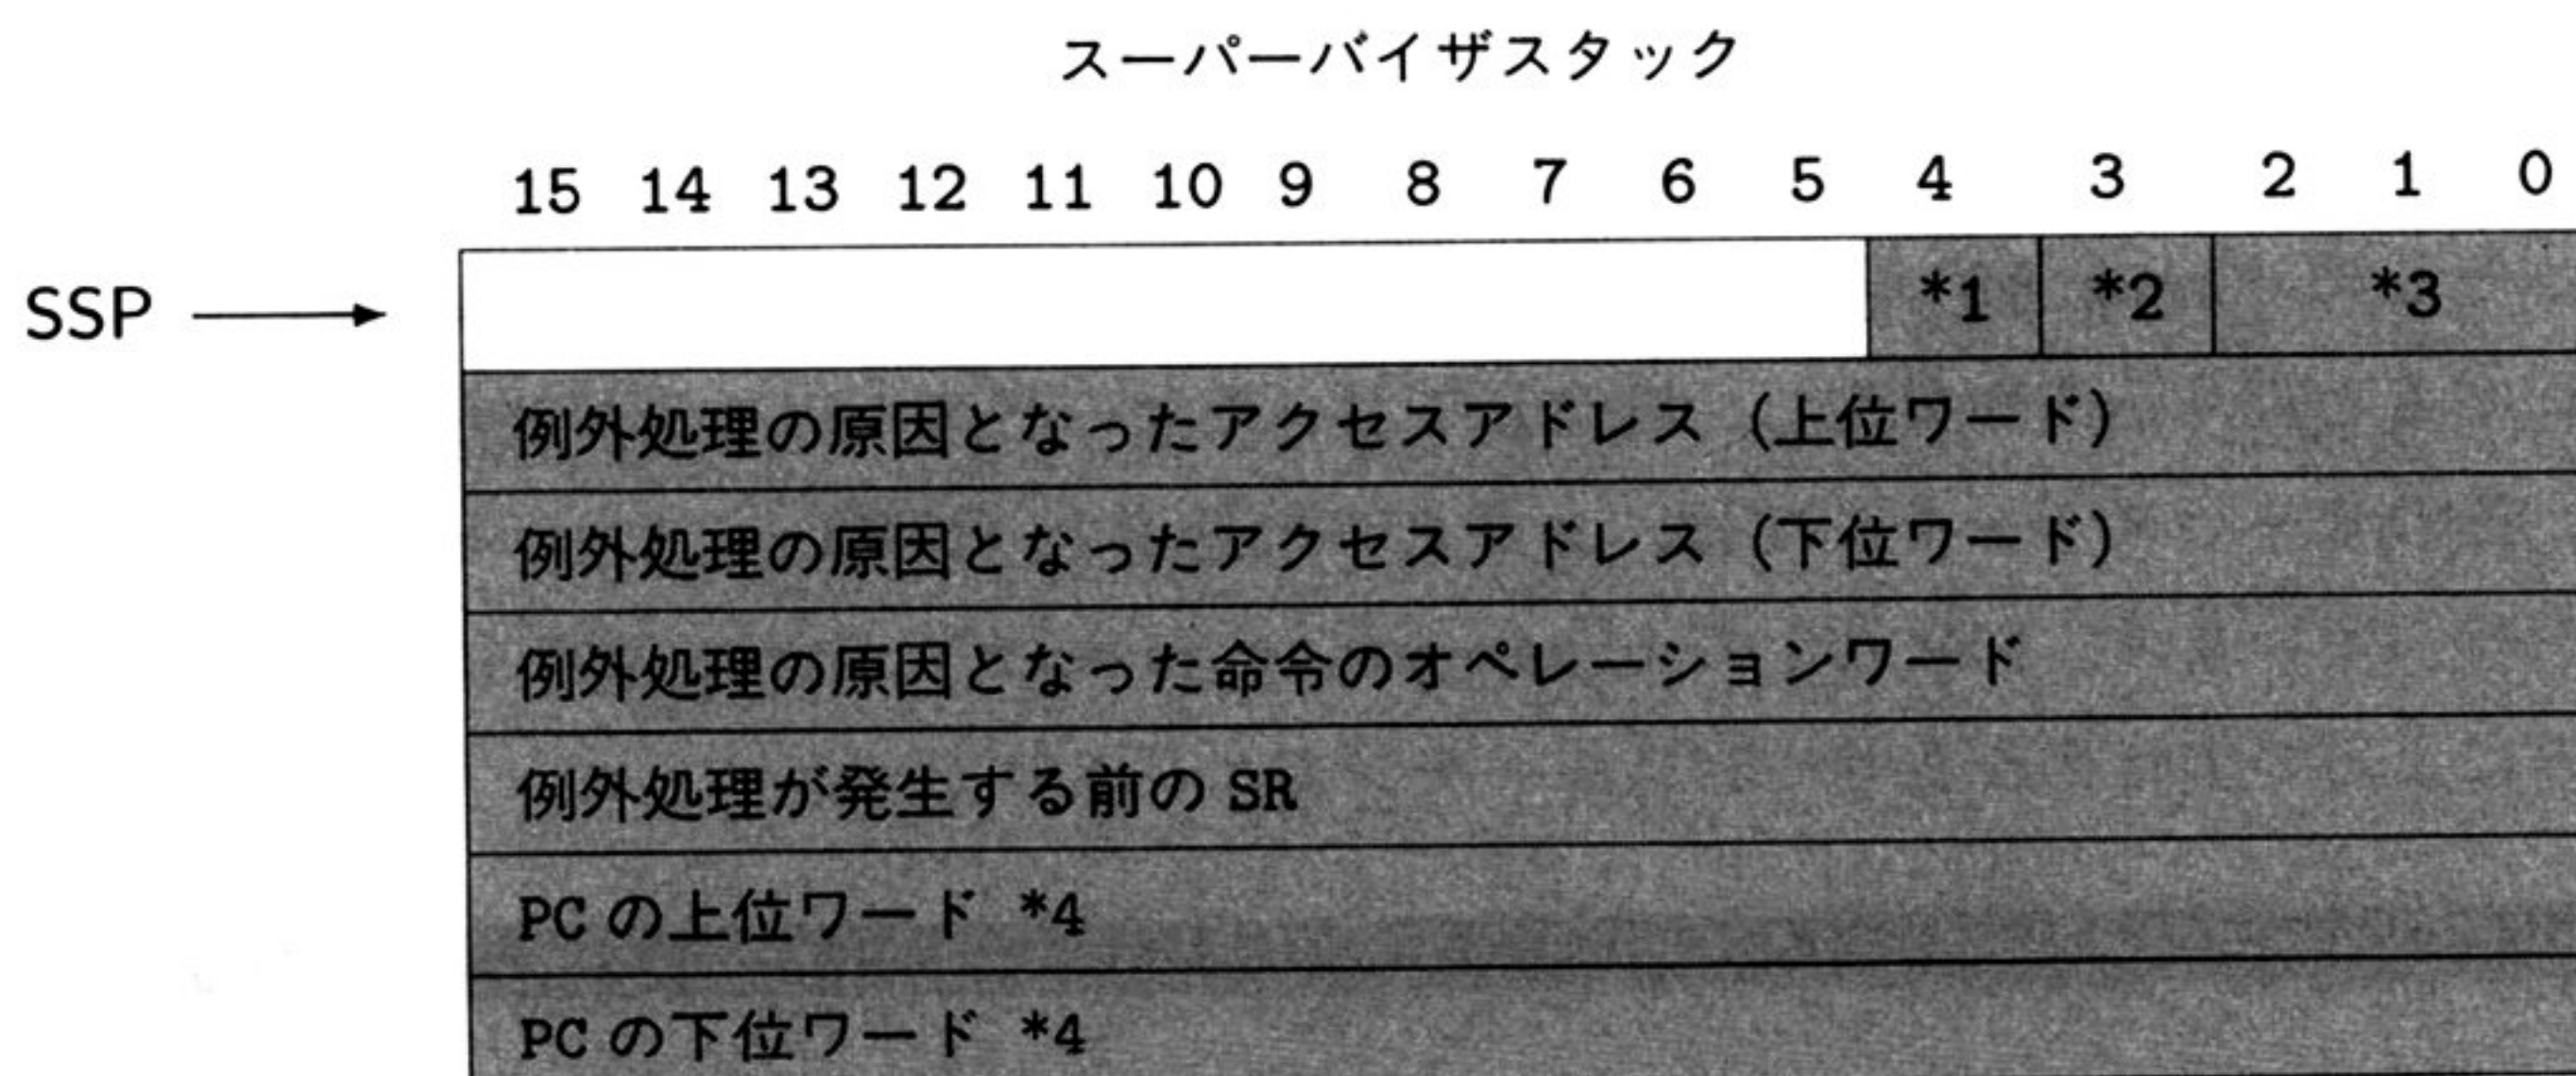 スーパーバイザスタック
15 14 13 12 11 10 9 8 7 6 5 4 3 2 1 0
SSP *1 *2 *3
例外処理の原因となったアクセスアドレス (上位ワード)
例外処理の原因となったアクセスアドレス (下位ワード)
例外処理の原因となった命令のオペレーションワード
例外処理が発生する前の SR
PC の上位ワード *4
PC の下位ワード *4